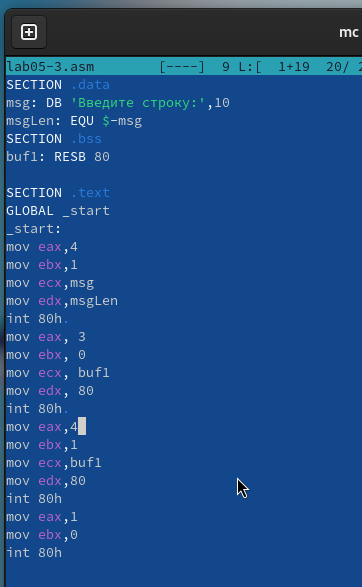 mc
lab05-3.asm [----] 9 L:[ 1+19 20/ 2
SECTION .data
msg: DB 'Введите строку:',10
msgLen: EQU $-msg
SECTION .bss
buf1: RESB 80
SECTION .text
GLOBAL _start
_start:
mov eax,4
mov ebx,1
mov ecx,msg
mov edx,msgLen
int 80h.
mov eax, 3
mov ebx, 0
mov ecx, buf1
mov edx, 80
int 80h.
mov eax,4
mov ebx,1
mov ecx,buf1
mov edx,80
int 80h
mov eax,1
mov ebx,0
int 80h